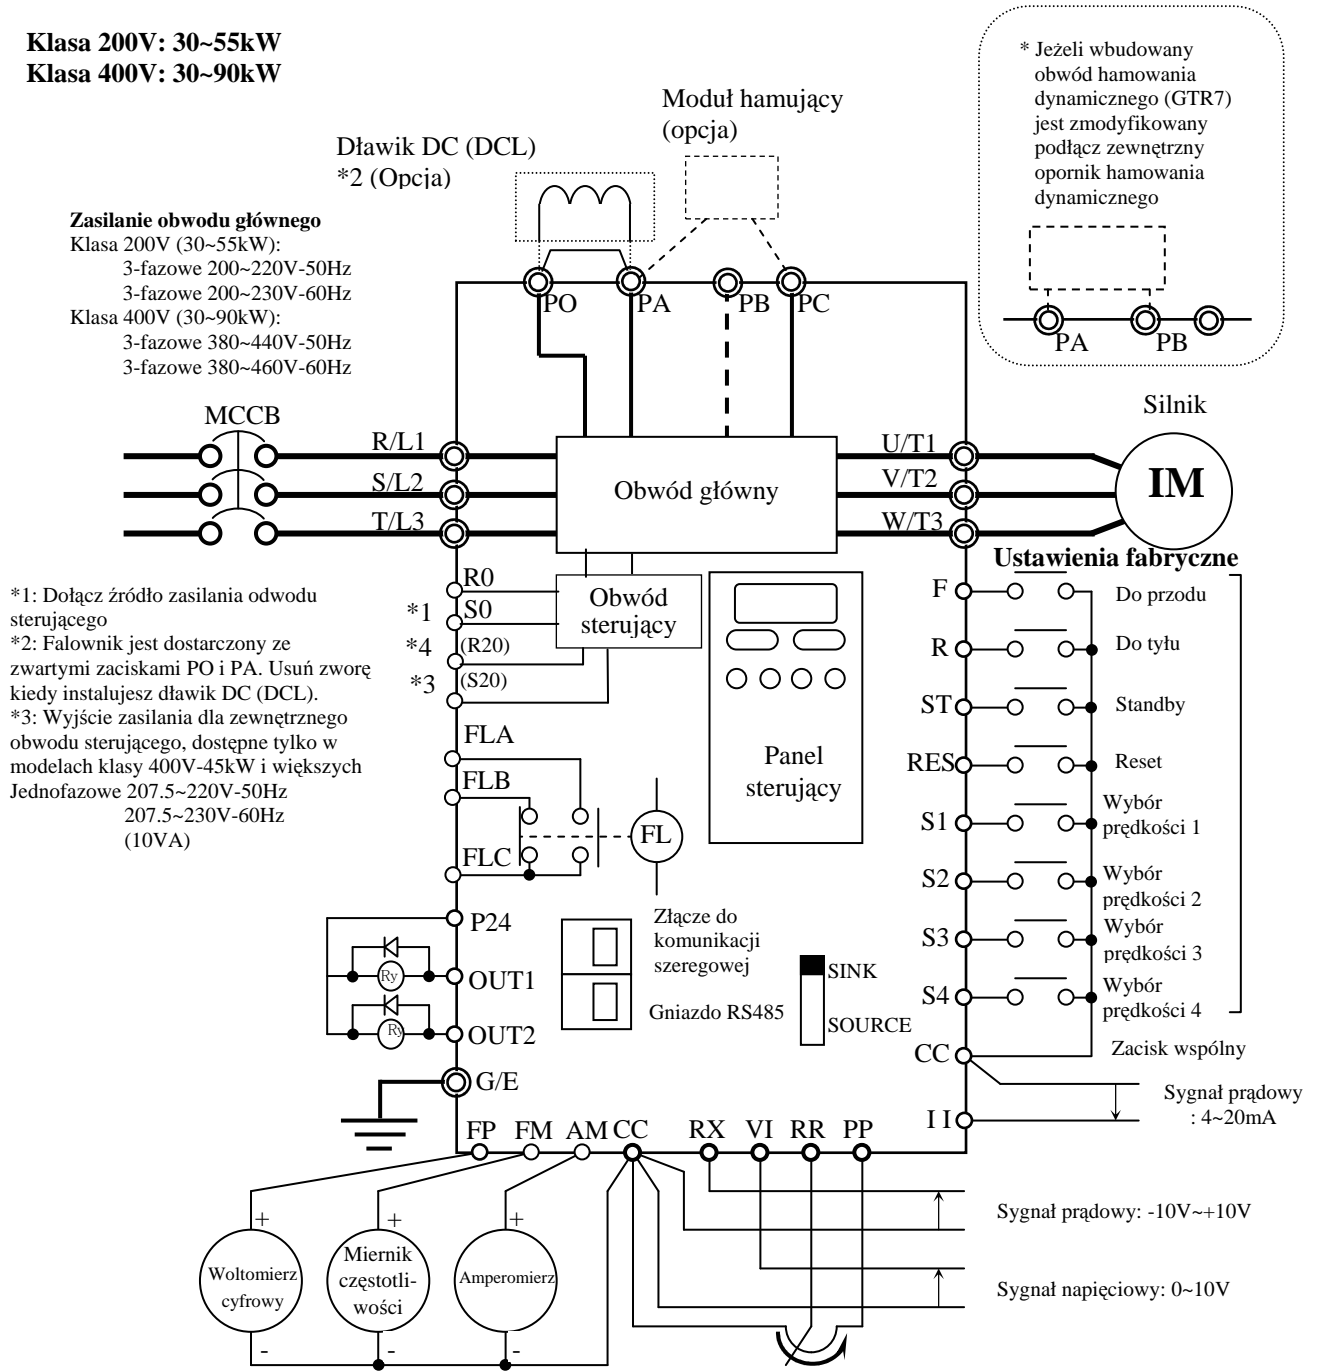 Klasa 200V: 30~55kW
Klasa 400V: 30~90kW
* Jeżeli wbudowany
obwód hamowania
dynamicznego (GTR7)
jest zmodyfikowany
podłącz zewnętrzny
opornik hamowania
dynamicznego
PA
PB
Moduł hamujący
(opcja)
Dławik DC (DCL)
*2 (Opcja)
Zasilanie obwodu głównego
Klasa 200V (30~55kW):
3-fazowe 200~220V-50Hz
3-fazowe 200~230V-60Hz
Klasa 400V (30~90kW):
3-fazowe 380~440V-50Hz
3-fazowe 380~460V-60Hz
PO
PA
PB
PC
MCCB
R/L1
S/L2
T/L3
Obwód główny
U/T1
V/T2
W/T3
Silnik
IM
Ustawienia fabryczne
*1: Dołącz źródło zasilania odwodu
sterującego
*2: Falownik jest dostarczony ze
zwartymi zaciskami PO i PA. Usuń zworę
kiedy instalujesz dławik DC (DCL).
*3: Wyjście zasilania dla zewnętrznego
obwodu sterującego, dostępne tylko w
modelach klasy 400V-45kW i większych
Jednofazowe 207.5~220V-50Hz
207.5~230V-60Hz
(10VA)
R0
*1 S0
*4 (R20)
*3 (S20)
Obwód
sterujący
FLA
FLB
FLC
FL
Panel
sterujący
P24
Ry
OUT1
Ry
OUT2
G/E
Złącze do
komunikacji
szeregowej
Gniazdo RS485
SINK
SOURCE
F
Do przodu
R
Do tyłu
ST
Standby
RES
Reset
S1
Wybór
prędkości 1
S2
Wybór
prędkości 2
S3
Wybór
prędkości 3
S4
Wybór
prędkości 4
CC
Zacisk wspólny
Sygnał prądowy
: 4~20mA
I I
FP FM AM CC RX VI RR PP
+ + +
Woltomierz
cyfrowy
Miernik
częstotli-
wości
Amperomierz
- - -
Sygnał prądowy: -10V~+10V
Sygnał napięciowy: 0~10V